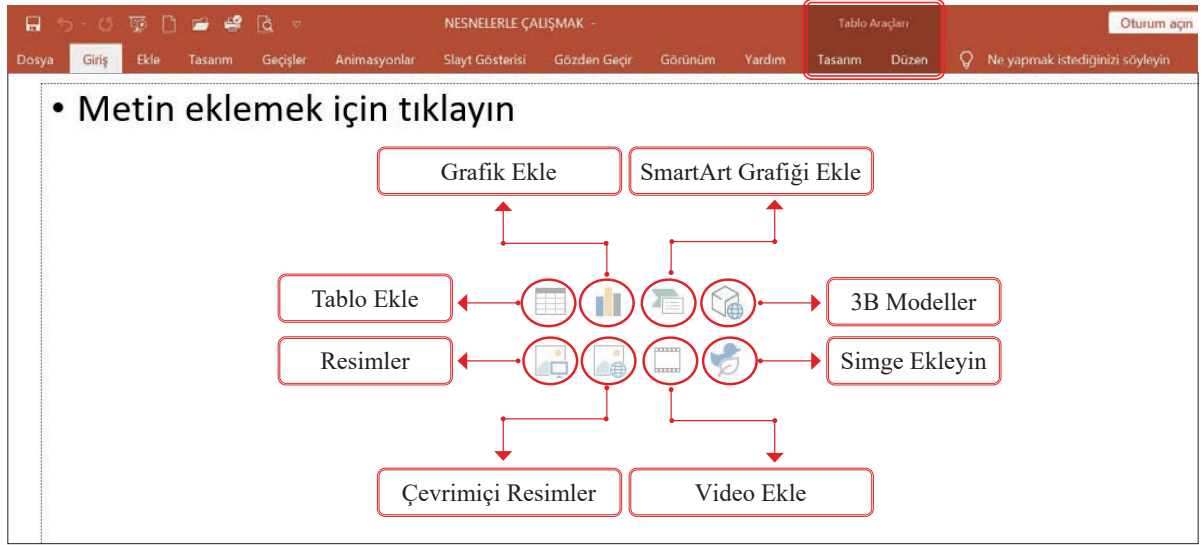 NESNELERLE ÇALIŞMAK -
Tablo Araçları
Oturum açın
Dosya Giriş Ekle Tasarım Geçişler Animasyonlar Slayt Gösterisi Gözden Geçir Görünüm Yardım Tasarım Düzen Ne yapmak istediğinizi söyleyin
• Metin eklemek için tıklayın
Grafik Ekle
SmartArt Grafiği Ekle
Tablo Ekle
3B Modeller
Resimler
Simge Ekleyin
Çevrimiçi Resimler
Video Ekle